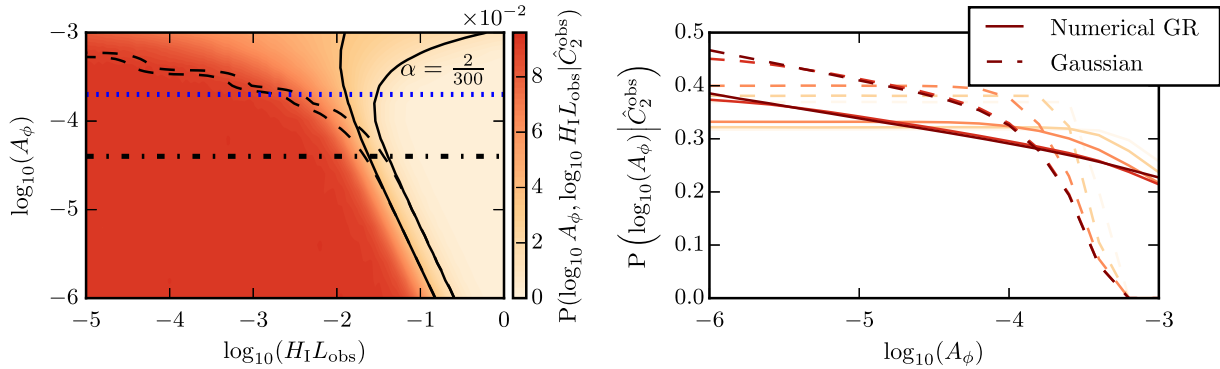 ×10⁻²
−3
−4
−5
−6
log₁₀(A_ϕ)
α = 2/300
−5 −4 −3 −2 −1 0
log₁₀(H_I L_obs)
8
6
4
2
0
P(log₁₀ A_ϕ, log₁₀ H_I L_obs|Ĉ₂^obs)
Numerical GR
Gaussian
0.5
0.4
0.3
0.2
0.1
0.0
P(log₁₀(A_ϕ)|Ĉ₂^obs)
−6 −5 −4 −3
log₁₀(A_ϕ)